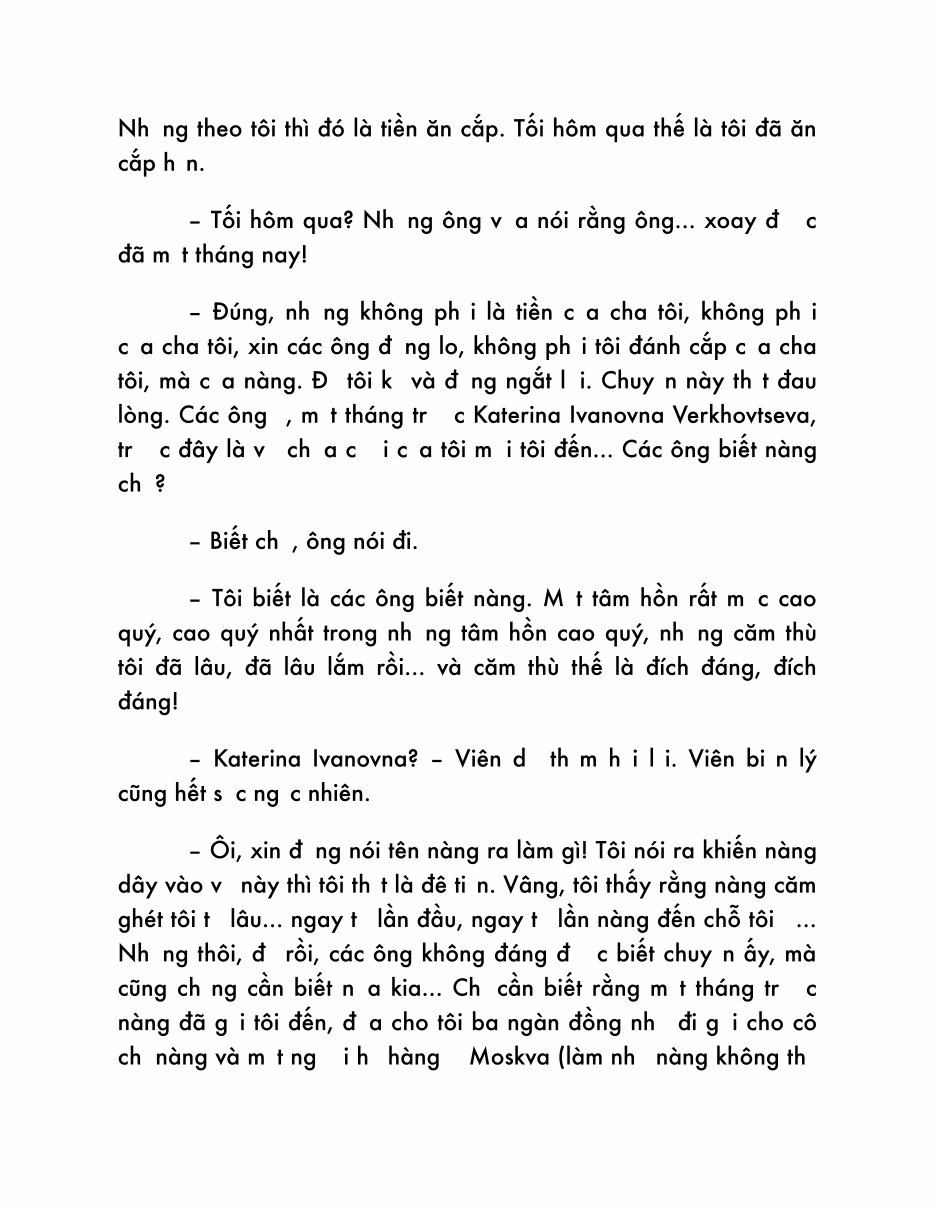 Nh ng theo tôi thì đó là tiền ăn cắp. Tối hôm qua thế là tôi đã ăn
cắp h n.
– Tối hôm qua? Nh ng ông v a nói rằng ông... xoay đ c
đã m t tháng nay!
– Đúng, nh ng không ph i là tiền c a cha tôi, không ph i
c a cha tôi, xin các ông đ ng lo, không ph i tôi đánh cắp c a cha
tôi, mà c a nàng. Đ tôi k và đ ng ngắt l i. Chuy n này th t đau
lòng. Các ông , m t tháng tr c Katerina Ivanovna Verkhovtseva,
tr c đây là v ch a c i c a tôi m i tôi đến... Các ông biết nàng
ch ?
– Biết ch , ông nói đi.
– Tôi biết là các ông biết nàng. M t tâm hồn rất m c cao
quý, cao quý nhất trong nh ng tâm hồn cao quý, nh ng căm thù
tôi đã lâu, đã lâu lắm rồi... và căm thù thế là đích đáng, đích
đáng!
– Katerina Ivanovna? – Viên d th m h i l i. Viên bi n lý
cũng hết s c ng c nhiên.
– Ôi, xin đ ng nói tên nàng ra làm gì! Tôi nói ra khiến nàng
dây vào v này thì tôi th t là đê ti n. Vâng, tôi thấy rằng nàng căm
ghét tôi t lâu... ngay t lần đầu, ngay t lần nàng đến chỗ tôi ...
Nh ng thôi, đ rồi, các ông không đáng đ c biết chuy n ấy, mà
cũng ch ng cần biết n a kia... Ch cần biết rằng m t tháng tr c
nàng đã g i tôi đến, đ a cho tôi ba ngàn đồng nh đi g i cho cô
ch nàng và m t ng i h hàng Moskva (làm nh nàng không th